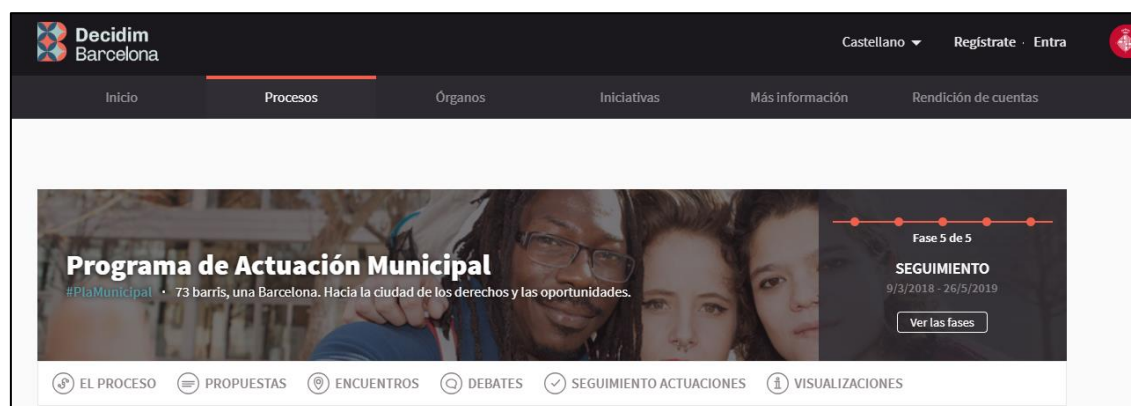 Decidim
Barcelona
Castellano
Regístrate · Entra
Inicio
Procesos
Órganos
Iniciativas
Más información
Rendición de cuentas
Programa de Actuación Municipal
#PlaMunicipal · 73 barris, una Barcelona. Hacia la ciudad de los derechos y las oportunidades.
Fase 5 de 5
SEGUIMIENTO
9/3/2018 - 26/5/2019
Ver las fases
EL PROCESO
PROPUESTAS
ENCUENTROS
DEBATES
SEGUIMIENTO ACTUACIONES
VISUALIZACIONES